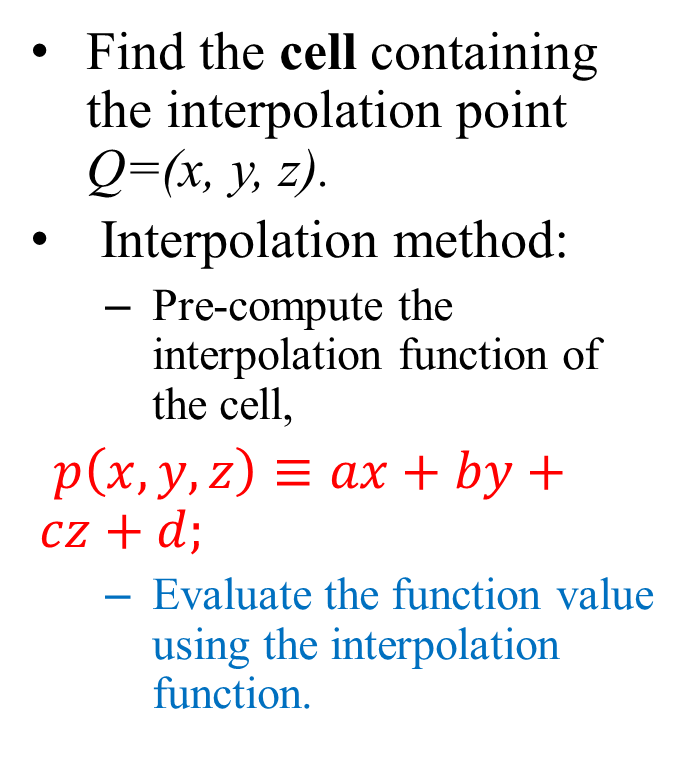 • Find the cell containing
the interpolation point
Q=(x, y, z).
• Interpolation method:
– Pre-compute the
interpolation function of
the cell,
p(x, y, z) ≡ ax + by +
cz + d;
– Evaluate the function value
using the interpolation
function.